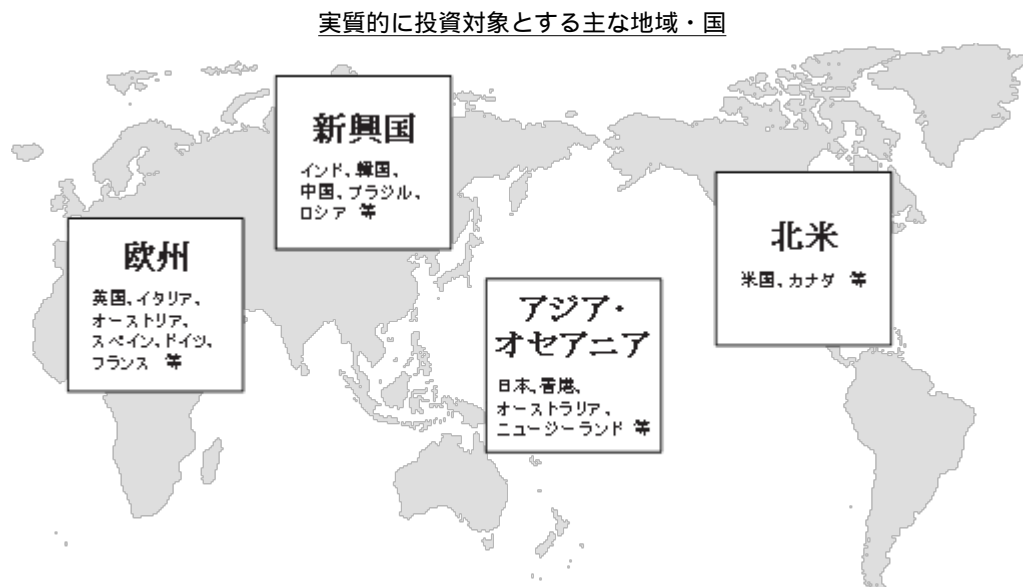 実質的に投資対象とする主な地域・国
新興国
インド、韓国、
中国、ブラジル、
ロシア 等
欧州
英国、イタリア、
オーストリア、
スペイン、ドイツ、
フランス 等
アジア・
オセアニア
日本、香港、
オーストラリア、
ニュージーランド 等
北米
米国、カナダ 等